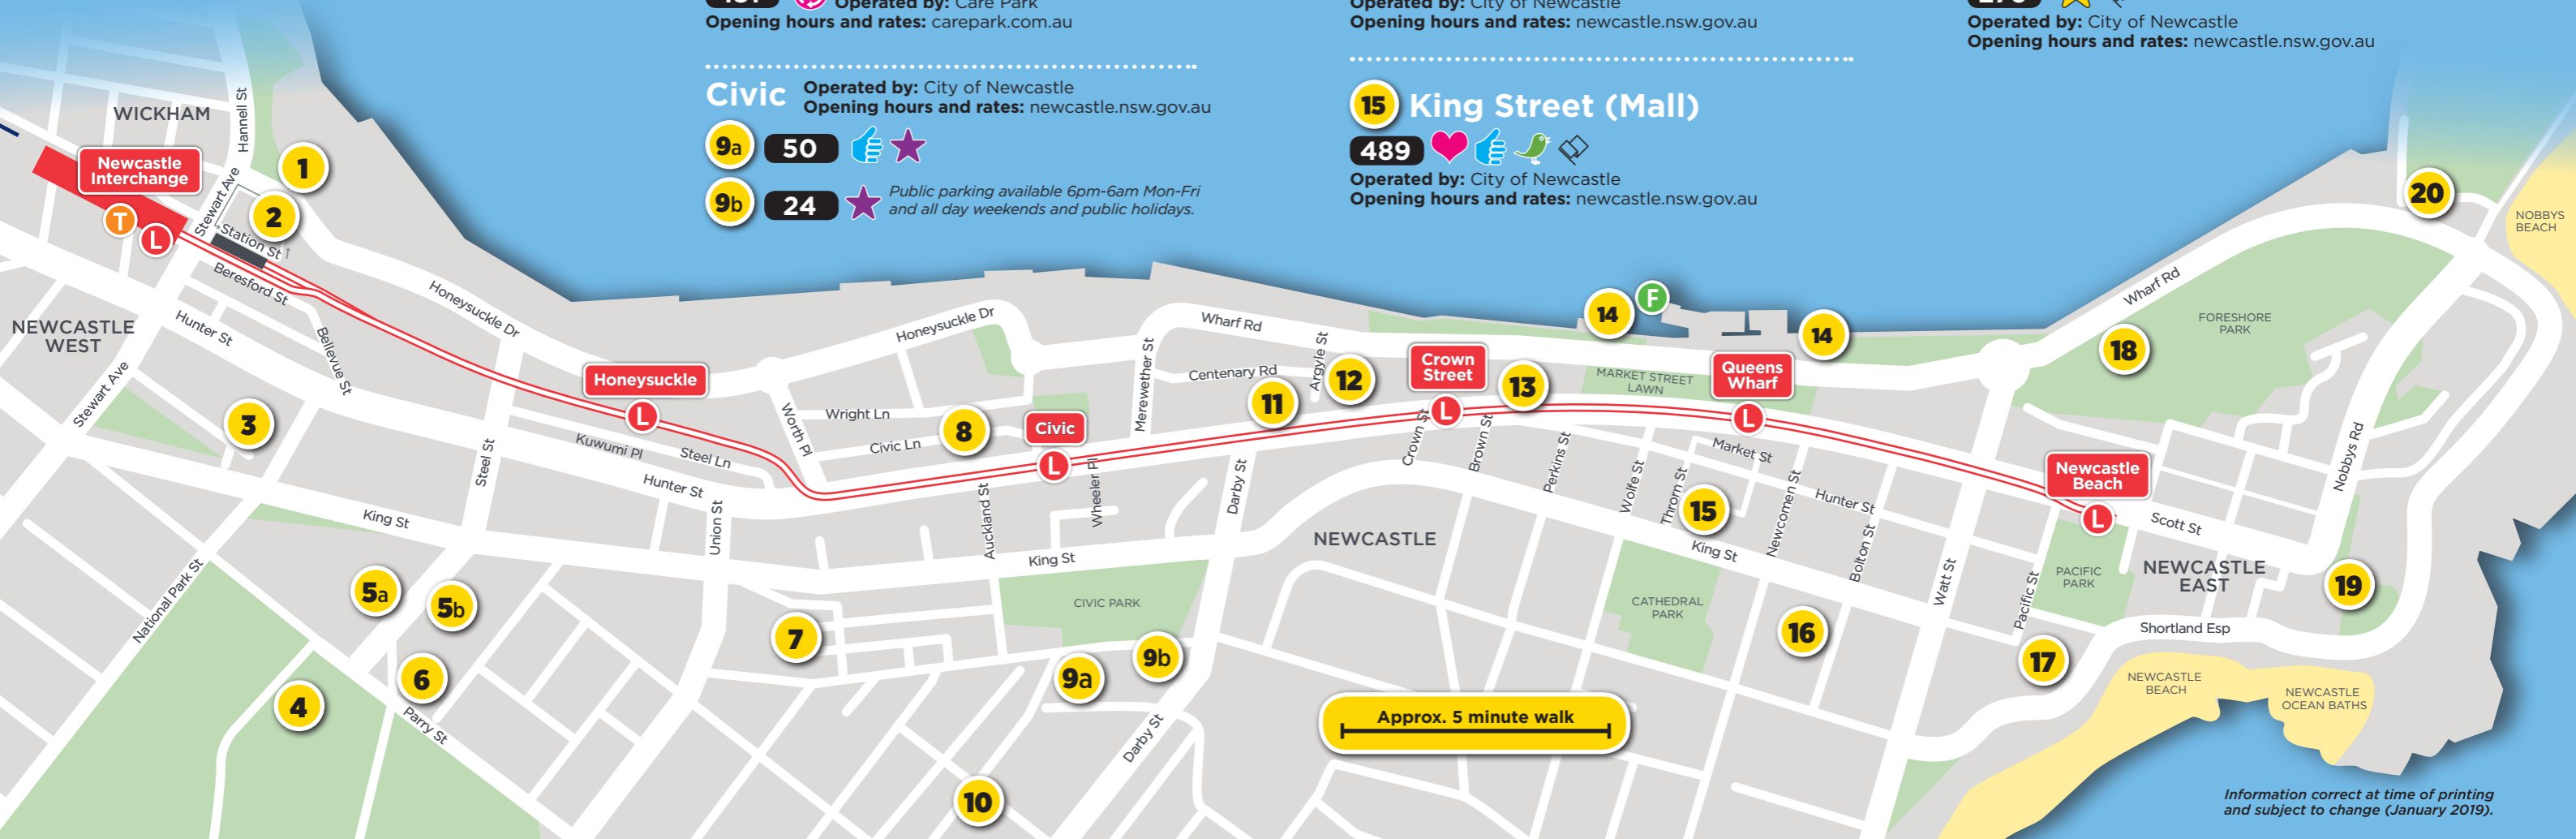 Operated by: Care Park
Opening hours and rates: carepark.com.au
Operated by: City of Newcastle
Opening hours and rates: newcastle.nsw.gov.au
Operated by: City of Newcastle
Opening hours and rates: newcastle.nsw.gov.au
Civic
Operated by: City of Newcastle
Opening hours and rates: newcastle.nsw.gov.au
9a 50
9b 24
Public parking available 6pm-6am Mon-Fri
and all day weekends and public holidays.
15 King Street (Mall)
489
Operated by: City of Newcastle
Opening hours and rates: newcastle.nsw.gov.au
WICKHAM
Hannell St
Newcastle
Interchange
T
L
1
2
Stewart Ave
Station St
Beresford St
Honeysuckle Dr
NEWCASTLE
WEST
Hunter St
Bellevue St
Stewart Ave
3
Honeysuckle
L
Kuwumi Pl
Steel Ln
Steel St
Hunter St
King St
Union St
National Park St
5a
5b
4
6
Parry St
7
Honeysuckle Dr
Worth Pl
Wright Ln
Civic Ln
8
Civic
L
Wheeler Pl
Auckland St
King St
CIVIC PARK
9a
9b
10
Darby St
Merewether St
Wharf Rd
Centenary Rd
Argyle St
11
12
Darby St
Crown
Street
L
13
Crown St
Brown St
NEWCASTLE
14
F
14
MARKET STREET
LAWN
Queens
Wharf
L
Perkins St
Wolfe St
Thorn St
Market St
15
Newcomen St
Hunter St
King St
Bolton St
CATHEDRAL
PARK
16
Watt St
Approx. 5 minute walk
Wharf Rd
FORESHORE
PARK
18
20
NOBBYS
BEACH
Nobbys Rd
Newcastle
Beach
L
Scott St
PACIFIC
PARK
Pacific St
NEWCASTLE
EAST
19
Shortland Esp
17
NEWCASTLE
BEACH
NEWCASTLE
OCEAN BATHS
Information correct at time of printing
and subject to change (January 2019).